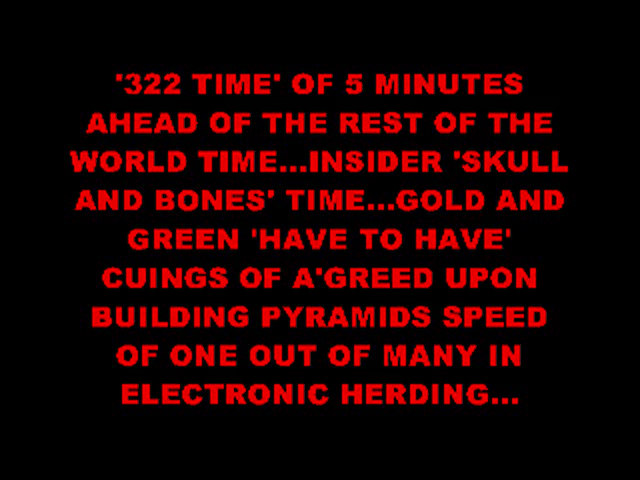 '322 TIME' OF 5 MINUTES
AHEAD OF THE REST OF THE
WORLD TIME...INSIDER 'SKULL
AND BONES' TIME...GOLD AND
GREEN 'HAVE TO HAVE'
CUINGS OF A'GREED UPON
BUILDING PYRAMIDS SPEED
OF ONE OUT OF MANY IN
ELECTRONIC HERDING...